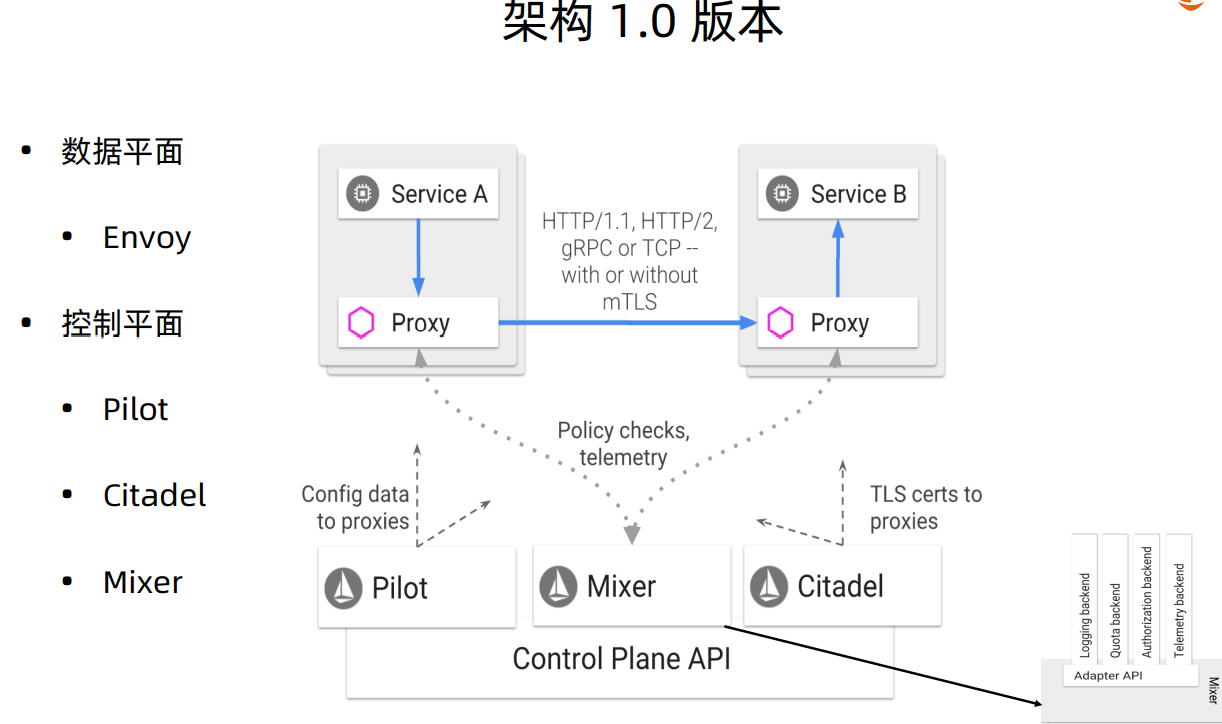 架构 1.0 版本
• 数据平面
• Envoy
• 控制平面
• Pilot
• Citadel
• Mixer
Service A
Proxy
HTTP/1.1, HTTP/2,
gRPC or TCP --
with or without
mTLS
Service B
Proxy
Policy checks,
telemetry
Config data
to proxies
TLS certs to
proxies
Pilot
Mixer
Citadel
Control Plane API
Logging backend
Quota backend
Authorization backend
Telemetry backend
Adapter API
Mixer